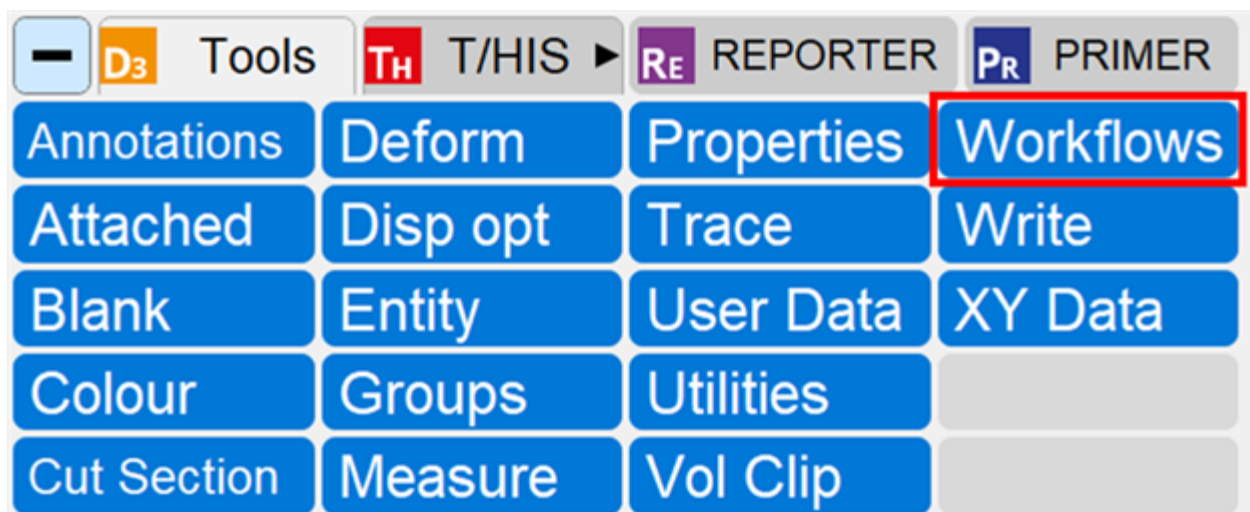 D3 Tools TH T/HIS ► RE REPORTER PR PRIMER
Annotations Deform Properties Workflows
Attached Disp opt Trace Write
Blank Entity User Data XY Data
Colour Groups Utilities
Cut Section Measure Vol Clip